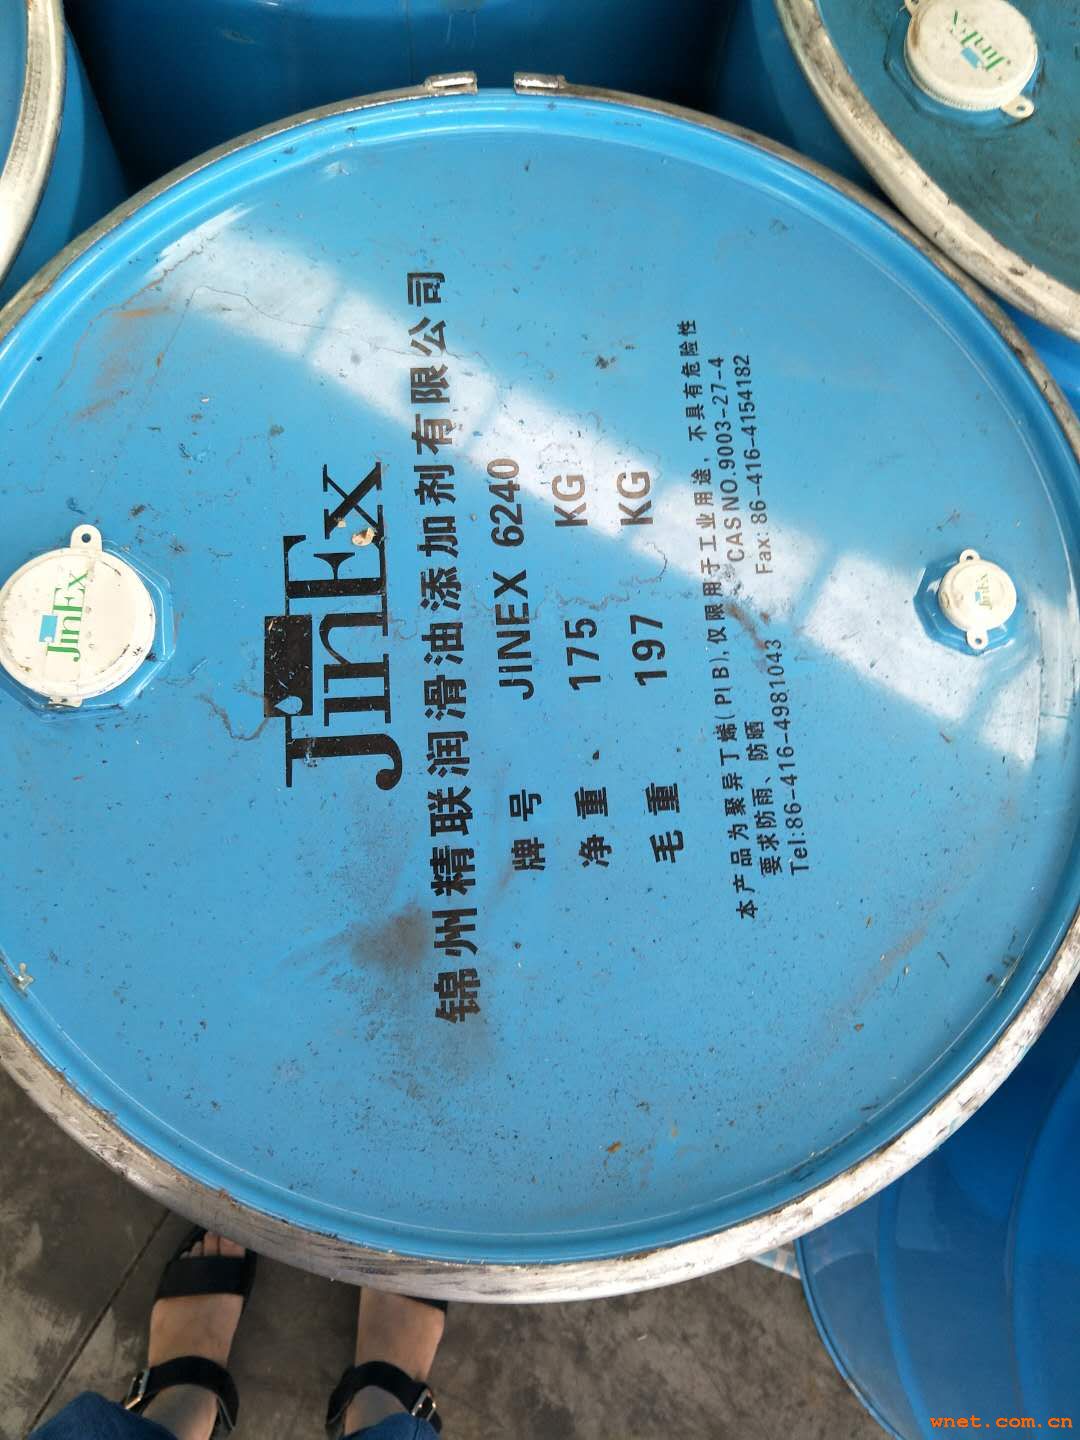 JinEx
锦州精联润滑油添加剂有限公司
牌号 JINEX 6240
净重. 175 KG
毛重 197 KG
本产品为聚异丁烯(PIB),仅限用于工业用途,不具有危险性
要求防雨、防晒 CAS NO.9003-27-4
Tel:86-416-4981043 Fax:86-416-4154182
JinEx
JinEx
JinEx
wnet.com.cn